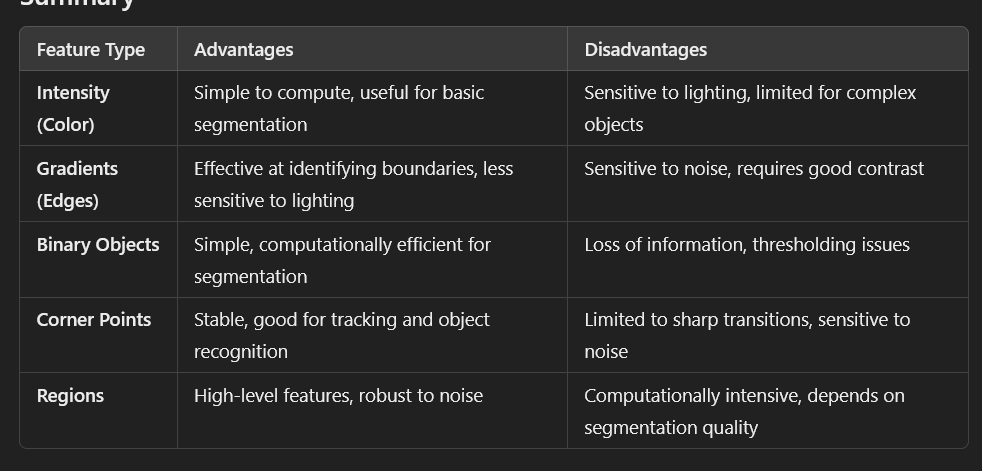 Summary
Feature Type Advantages Disadvantages
Intensity (Color) Simple to compute, useful for basic segmentation Sensitive to lighting, limited for complex objects
Gradients (Edges) Effective at identifying boundaries, less sensitive to lighting Sensitive to noise, requires good contrast
Binary Objects Simple, computationally efficient for segmentation Loss of information, thresholding issues
Corner Points Stable, good for tracking and object recognition Limited to sharp transitions, sensitive to noise
Regions High-level features, robust to noise Computationally intensive, depends on segmentation quality